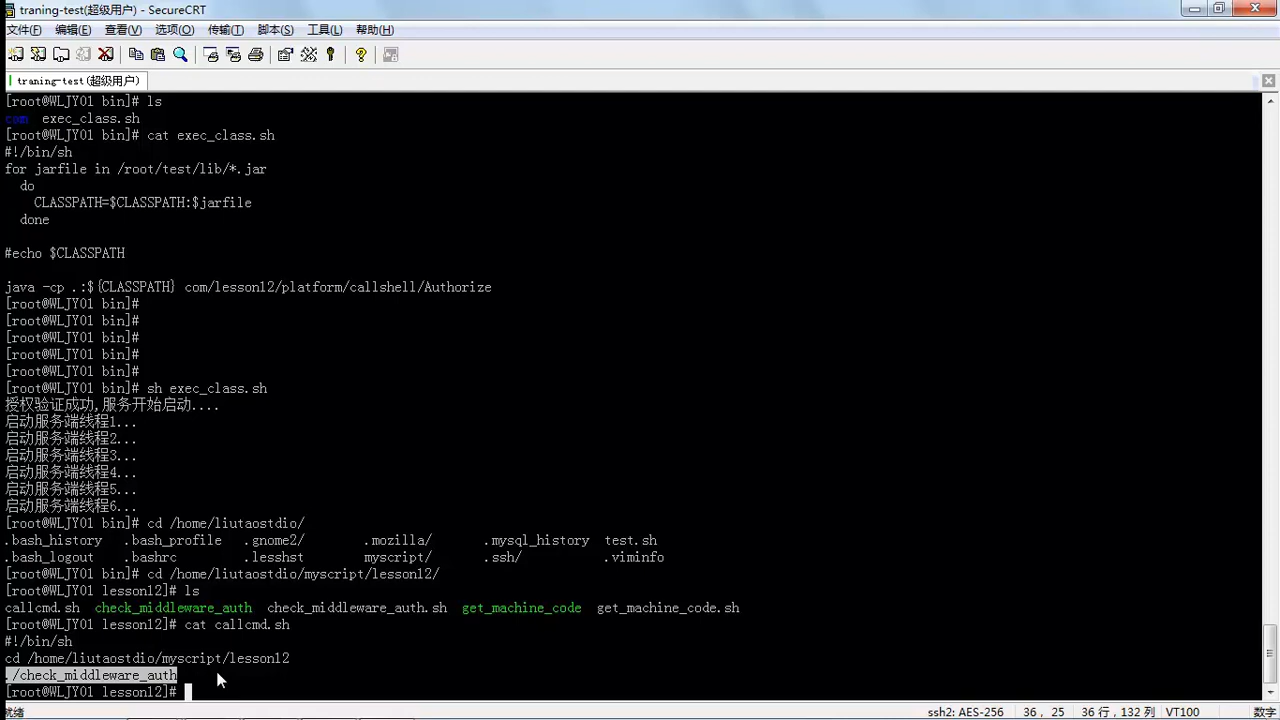 traning-test(超级用户) - SecureCRT
文件(F) 编辑(E) 查看(V) 选项(O) 传输(T) 脚本(S) 工具(L) 帮助(H)
traning-test(超级用户)
[root@WLJY01 bin]# ls
com exec_class.sh
[root@WLJY01 bin]# cat exec_class.sh
#!/bin/sh
for jarfile in /root/test/lib/*.jar
do
CLASSPATH=$CLASSPATH:$jarfile
done
#echo $CLASSPATH
java -cp .:${CLASSPATH} com/lesson12/platform/callshell/Authorize
[root@WLJY01 bin]#
[root@WLJY01 bin]#
[root@WLJY01 bin]#
[root@WLJY01 bin]#
[root@WLJY01 bin]#
[root@WLJY01 bin]# sh exec_class.sh
授权验证成功,服务开始启动....
启动服务端线程1...
启动服务端线程2...
启动服务端线程3...
启动服务端线程4...
启动服务端线程5...
启动服务端线程6...
[root@WLJY01 bin]# cd /home/liutaostdio/
.bash_history .bash_profile .gnome2/ .mozilla/ .mysql_history test.sh
.bash_logout .bashrc .lesshst myscript/ .ssh/ .viminfo
[root@WLJY01 bin]# cd /home/liutaostdio/myscript/lesson12/
[root@WLJY01 lesson12]# ls
callcmd.sh check_middleware_auth check_middleware_auth.sh get_machine_code get_machine_code.sh
[root@WLJY01 lesson12]# cat callcmd.sh
#!/bin/sh
cd /home/liutaostdio/myscript/lesson12
./check_middleware_auth
[root@WLJY01 lesson12]#
就绪 ssh2: AES-256 36, 25 36 行, 132 列 VT100 数字